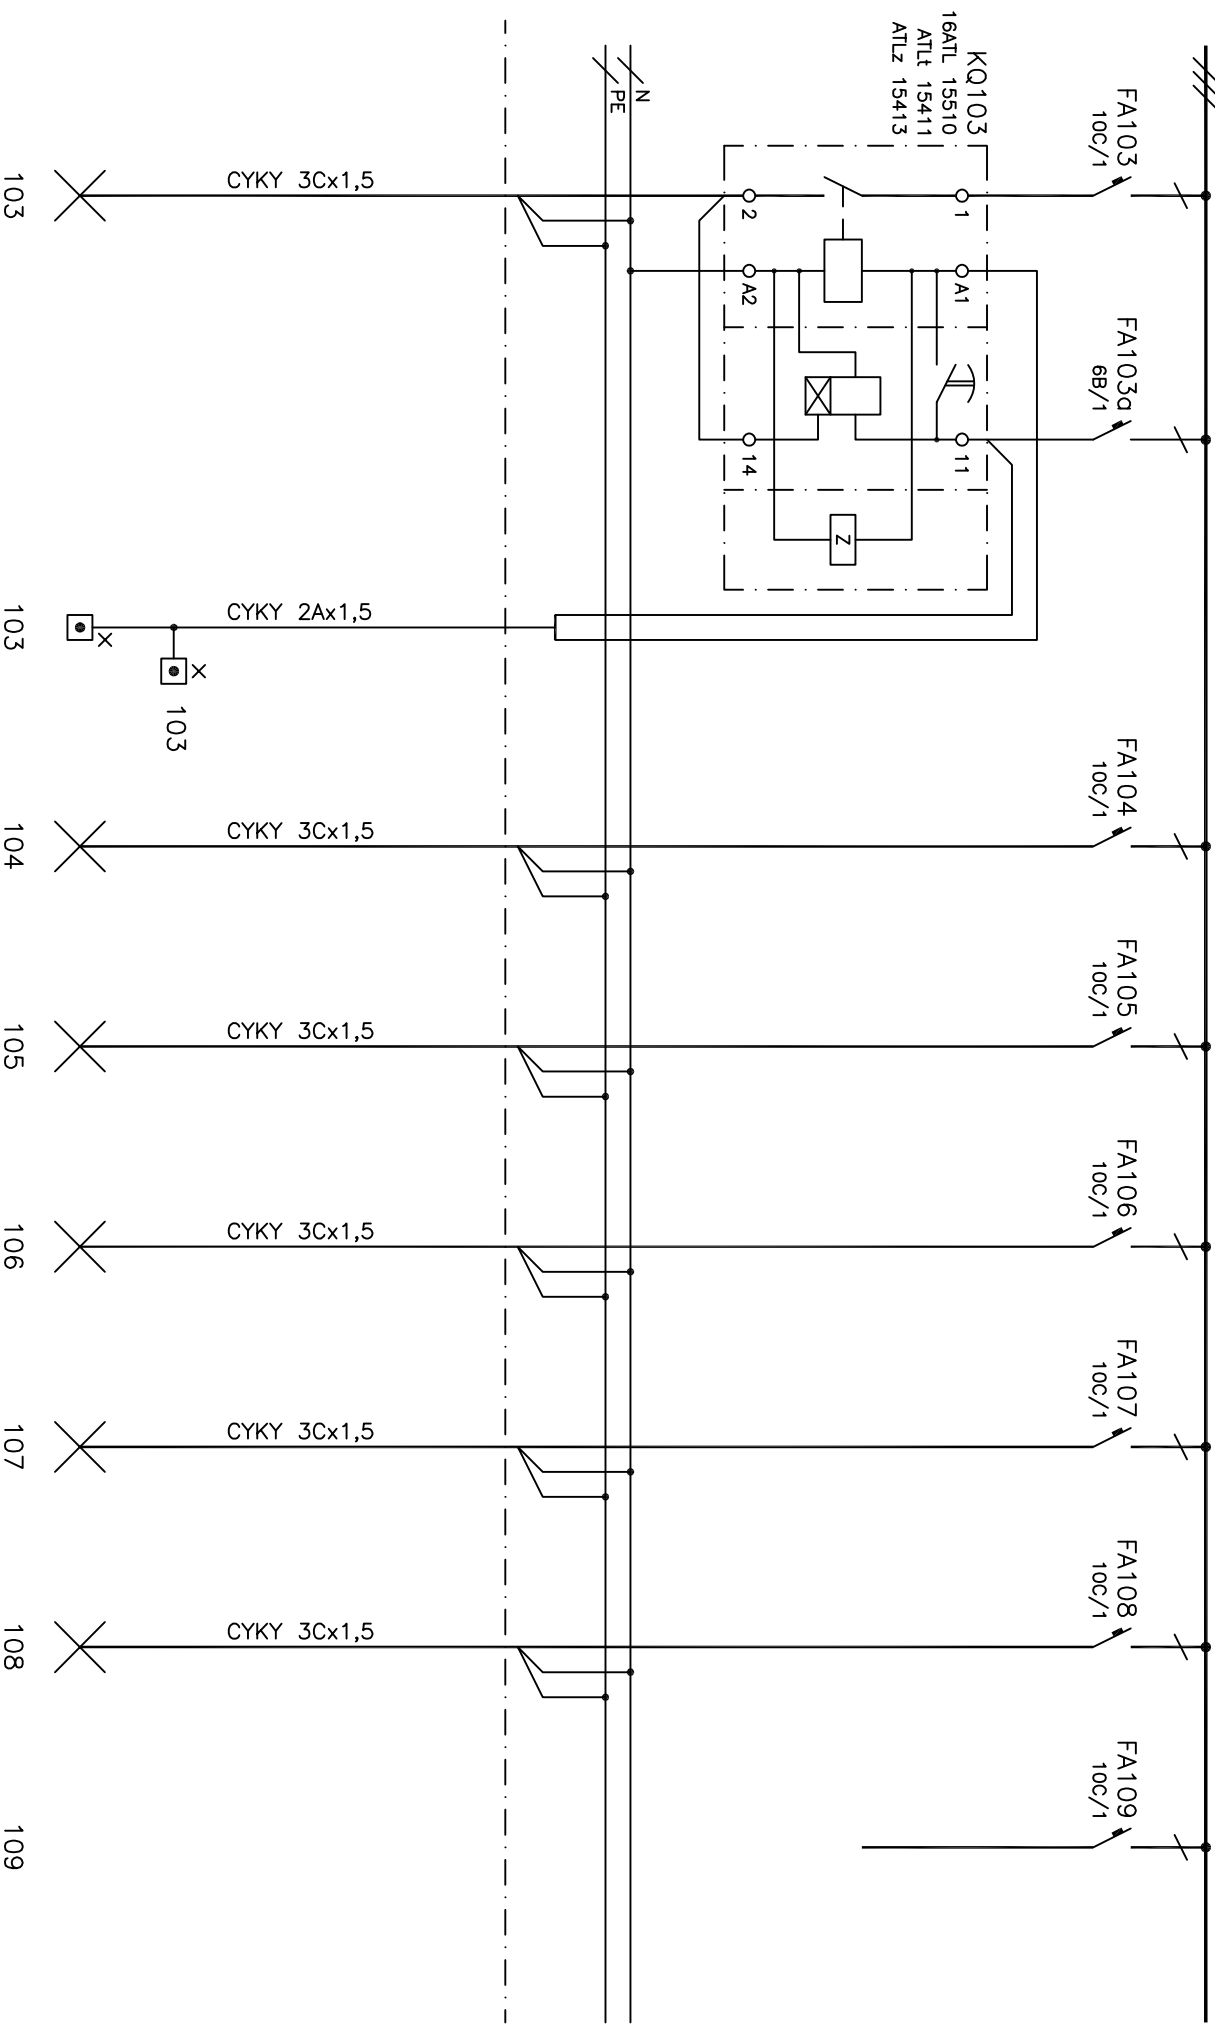 FA103
10C/1
FA103a
6B/1
FA104
10C/1
FA105
10C/1
FA106
10C/1
FA107
10C/1
FA108
10C/1
FA109
10C/1
KQ103
16ATL 15510
ATLt 15411
ATLz 15413
1
A1
11
Z
2
A2
14
N
PE
CYKY 3Cx1,5
CYKY 2Ax1,5
CYKY 3Cx1,5
CYKY 3Cx1,5
CYKY 3Cx1,5
CYKY 3Cx1,5
CYKY 3Cx1,5
103
103
103
104
105
106
107
108
109